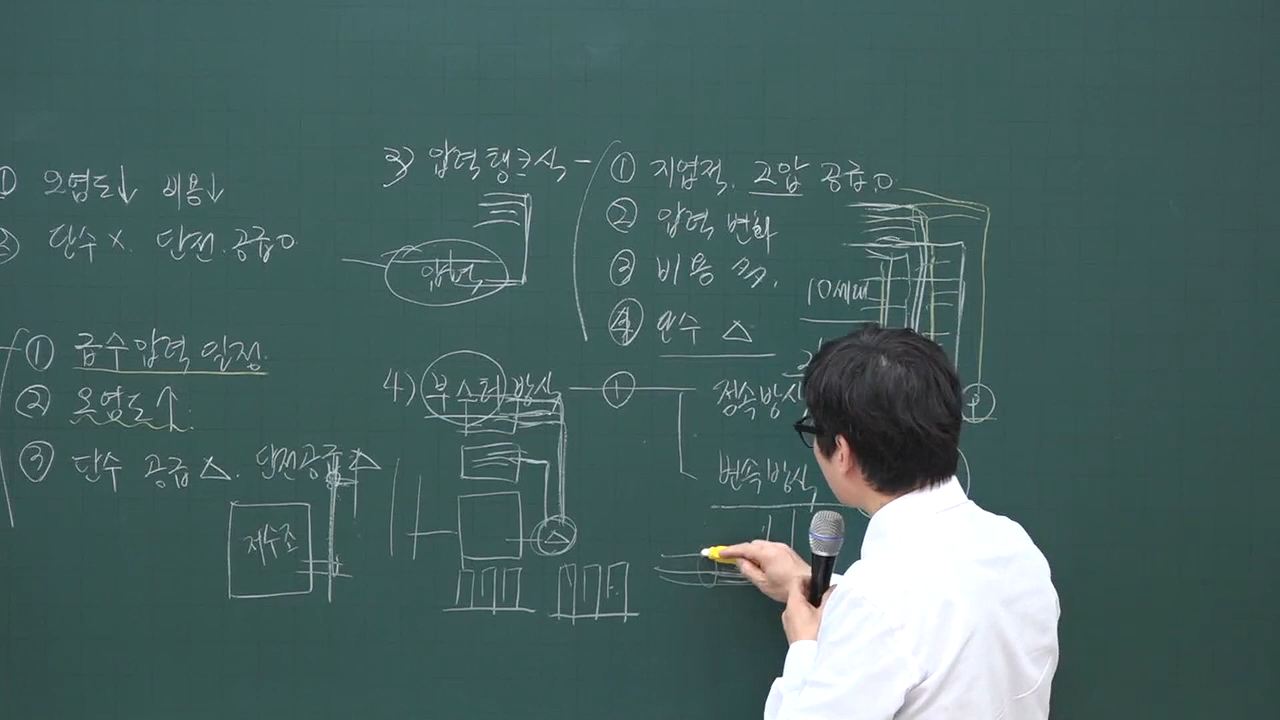 ① 오염도↓ 비용↓
② 단수 X. 단전.공급 O.
① 급수압력 일정.
② 오염도↑.
③ 단수 공급 △. 단전공급 △
저수조
3) 압력탱크식 -
압력
① 지엽적. 고압 공급.O
② 압력 변화
③ 비용 多.
④ 단수 △.
10세대
4) 부스터 방식 ①
정속방식
변속방식
P